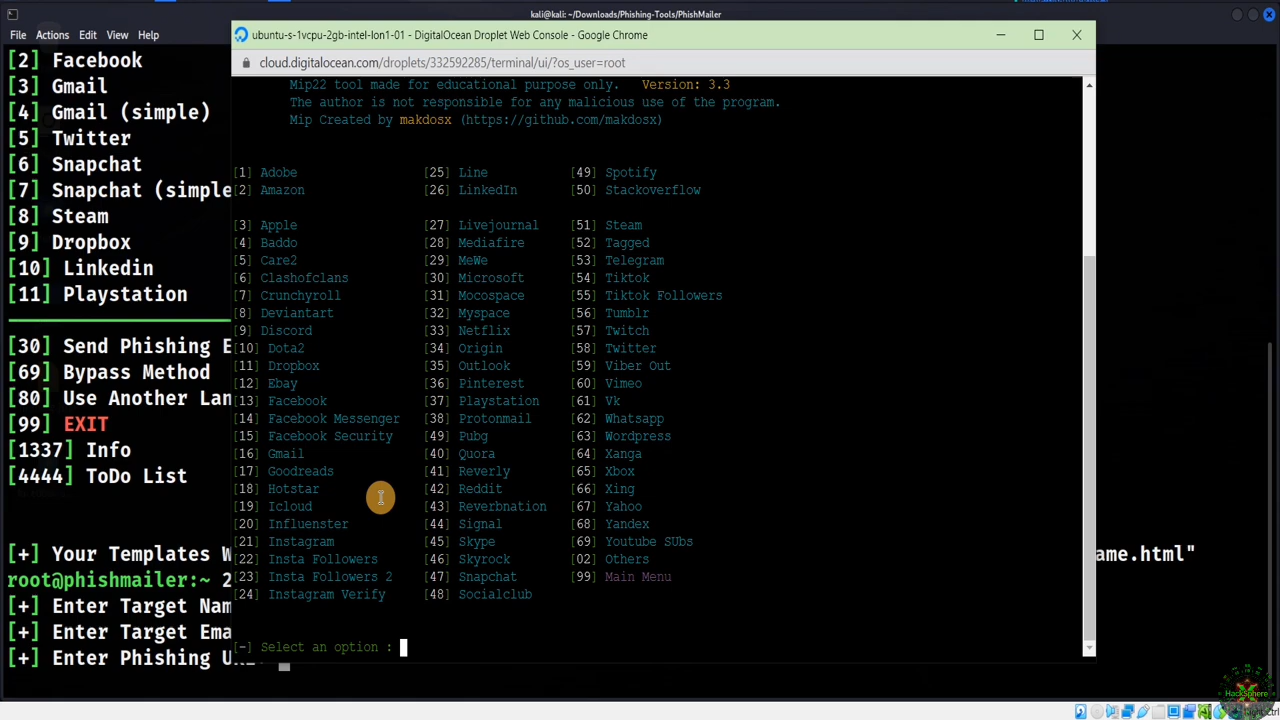 kali@kali: ~/Downloads/Phishing-Tools/PhishMailer
File Actions Edit View Help
[2] Facebook
[3] Gmail
[4] Gmail (simple)
[5] Twitter
[6] Snapchat
[7] Snapchat (simple
[8] Steam
[9] Dropbox
[10] Linkedin
[11] Playstation
[30] Send Phishing E
[69] Bypass Method
[80] Use Another Lan
[99] EXIT
[1337] Info
[4444] ToDo List
[+] Your Templates W
ame.html"
root@phishmailer:~ 2
[+] Enter Target Nam
[+] Enter Target Ema
[+] Enter Phishing U
ubuntu-s-1vcpu-2gb-intel-lon1-01 - DigitalOcean Droplet Web Console - Google Chrome
cloud.digitalocean.com/droplets/332592285/terminal/ui/?os_user=root
Mip22 tool made for educational purpose only. Version: 3.3
The author is not responsible for any malicious use of the program.
Mip Created by makdosx (https://github.com/makdosx)
[1] Adobe [25] Line [49] Spotify
[2] Amazon [26] LinkedIn [50] Stackoverflow
[3] Apple [27] Livejournal [51] Steam
[4] Baddo [28] Mediafire [52] Tagged
[5] Care2 [29] MeWe [53] Telegram
[6] Clashofclans [30] Microsoft [54] Tiktok
[7] Crunchyroll [31] Mocospace [55] Tiktok Followers
[8] Deviantart [32] Myspace [56] Tumblr
[9] Discord [33] Netflix [57] Twitch
[10] Dota2 [34] Origin [58] Twitter
[11] Dropbox [35] Outlook [59] Viber Out
[12] Ebay [36] Pinterest [60] Vimeo
[13] Facebook [37] Playstation [61] Vk
[14] Facebook Messenger [38] Protonmail [62] Whatsapp
[15] Facebook Security [49] Pubg [63] Wordpress
[16] Gmail [40] Quora [64] Xanga
[17] Goodreads [41] Reverly [65] Xbox
[18] Hotstar [42] Reddit [66] Xing
[19] Icloud [43] Reverbnation [67] Yahoo
[20] Influenster [44] Signal [68] Yandex
[21] Instagram [45] Skype [69] Youtube SUbs
[22] Insta Followers [46] Skyrock [02] Others
[23] Insta Followers 2 [47] Snapchat [99] Main Menu
[24] Instagram Verify [48] Socialclub
[-] Select an option :
HackSphere